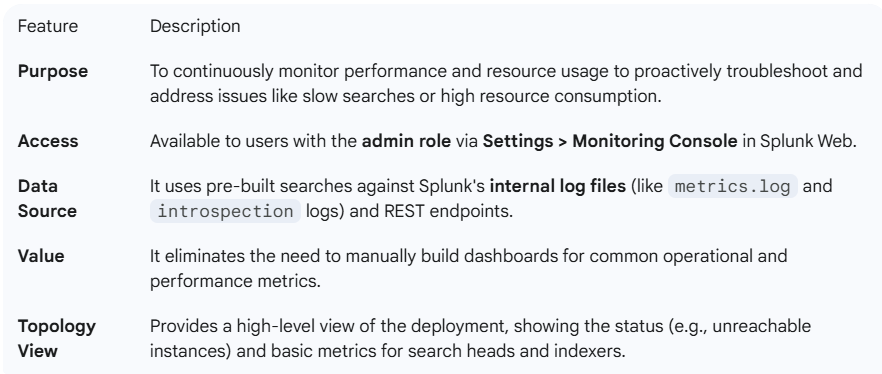 Feature Description
Purpose To continuously monitor performance and resource usage to proactively troubleshoot and
address issues like slow searches or high resource consumption.
Access Available to users with the admin role via Settings > Monitoring Console in Splunk Web.
Data It uses pre-built searches against Splunk's internal log files (like metrics.log and
Source introspection logs) and REST endpoints.
Value It eliminates the need to manually build dashboards for common operational and
performance metrics.
Topology Provides a high-level view of the deployment, showing the status (e.g., unreachable
View instances) and basic metrics for search heads and indexers.